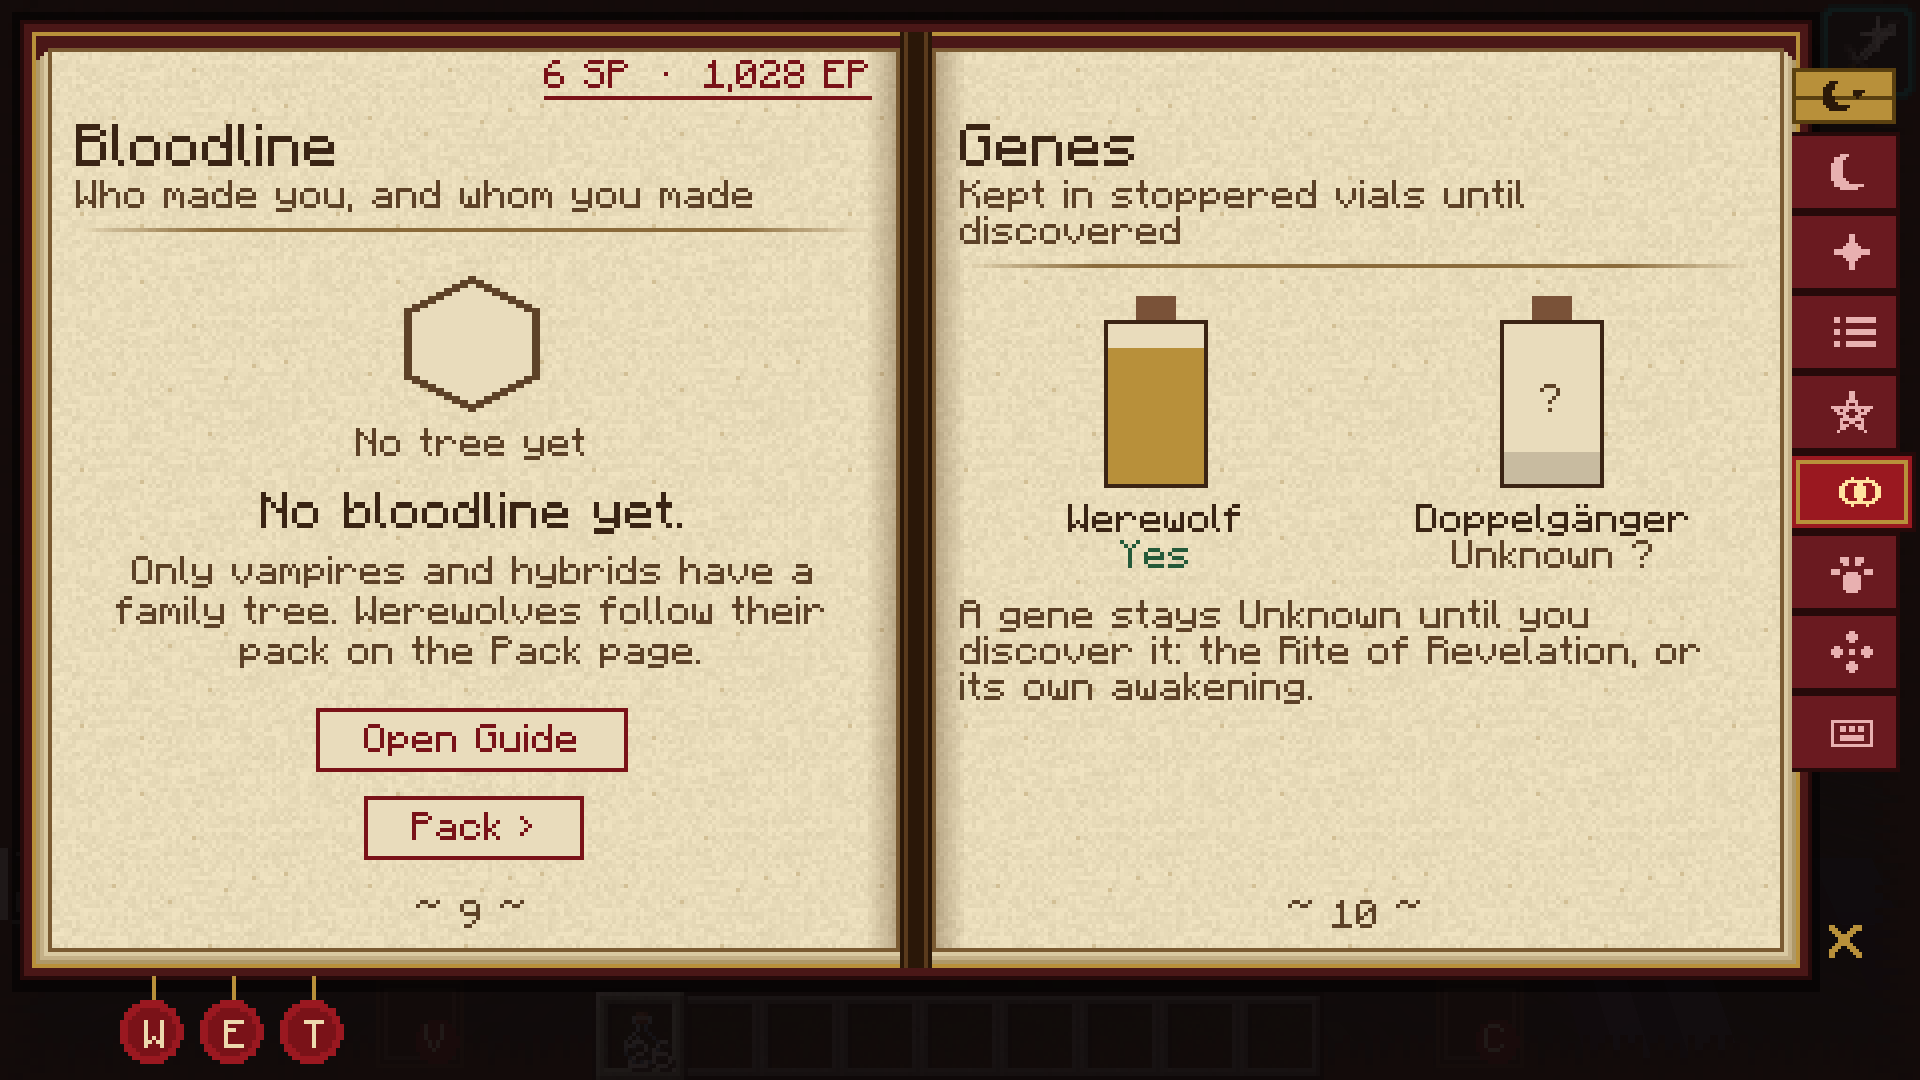 6 SP · 1,028 EP
Bloodline
Who made you, and whom you made
No tree yet
No bloodline yet.
Only vampires and hybrids have a
family tree. Werewolves follow their
pack on the Pack page.
Open Guide
Pack >
~ 9 ~
Genes
Kept in stoppered vials until
discovered
?
Werewolf
Yes
Doppelgänger
Unknown ?
A gene stays Unknown until you
discover it: the Rite of Revelation, or
its own awakening.
~ 10 ~
W E T
V
26
C